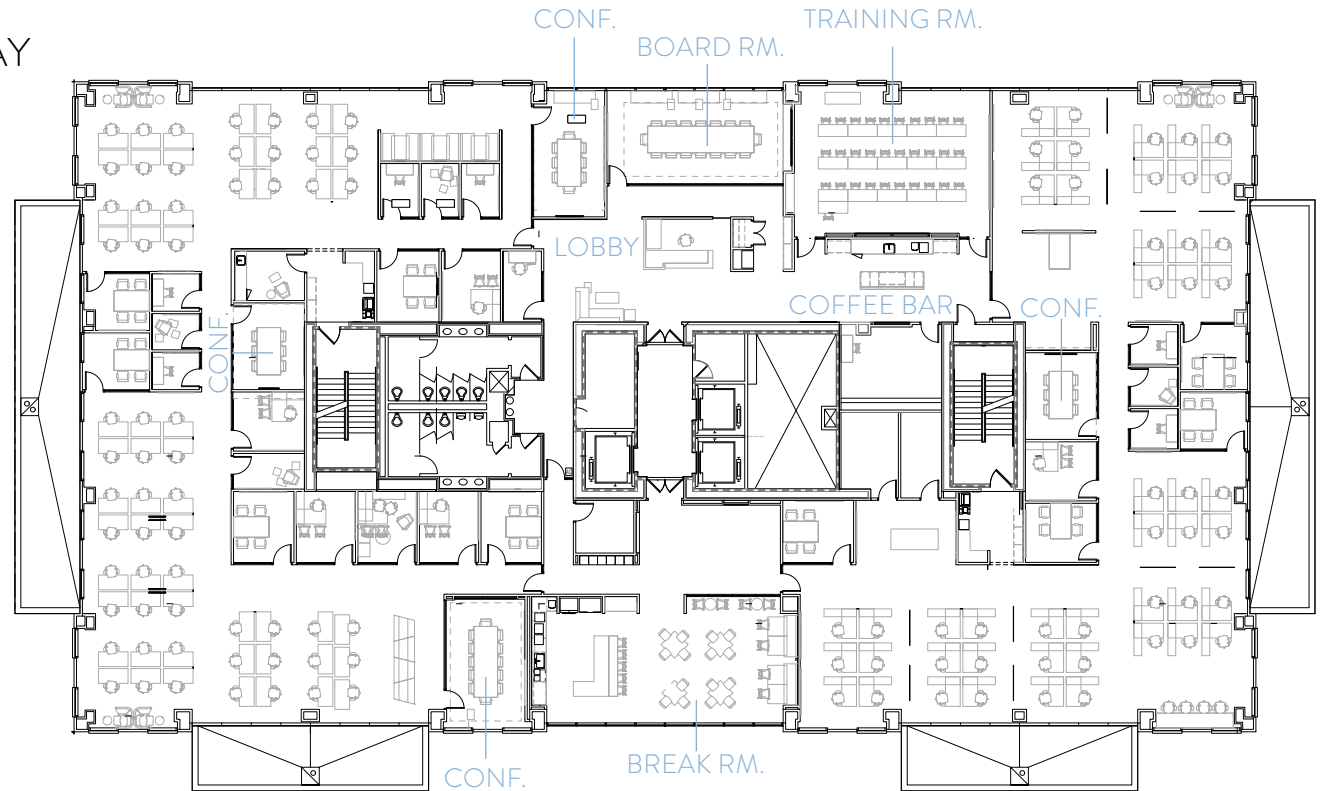 AY
CONF.
TRAINING RM.
BOARD RM.
LOBBY
COFFEE BAR
CONF.
CONF.
CONF.
BREAK RM.